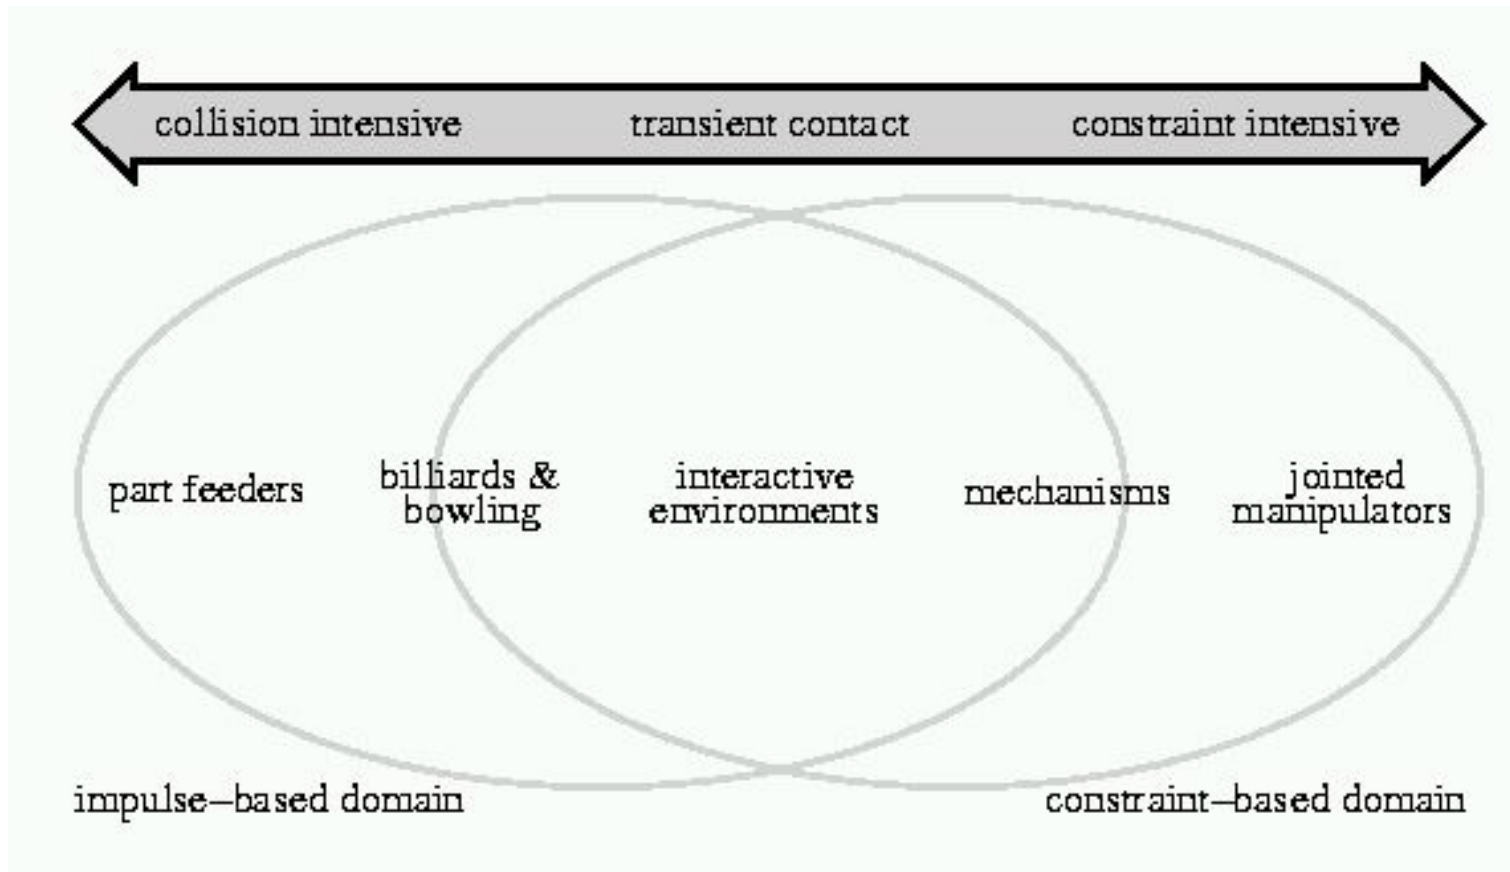 collision intensive transient contact constraint intensive
part feeders
billiards &
bowling
interactive
environments
mechanisms
jointed
manipulators
impulse–based domain
constraint–based domain